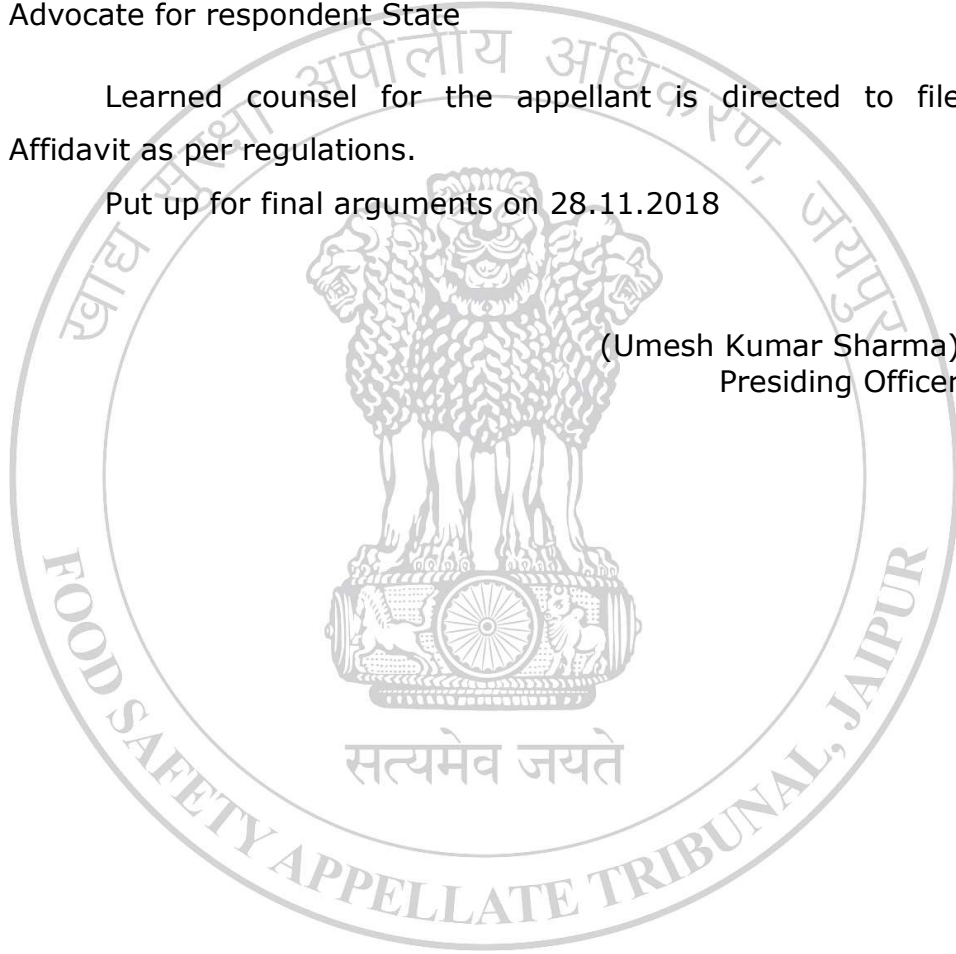 Advocate for respondent State
Learned counsel for the appellant is directed to file
Affidavit as per regulations.
Put up for final arguments on 28.11.2018
(Umesh Kumar Sharma)
Presiding Officer
खाद्य सुरक्षा अपीलीय अधिकरण, जयपुर
सत्यमेव जयते
FOOD SAFETY APPELLATE TRIBUNAL, JAIPUR